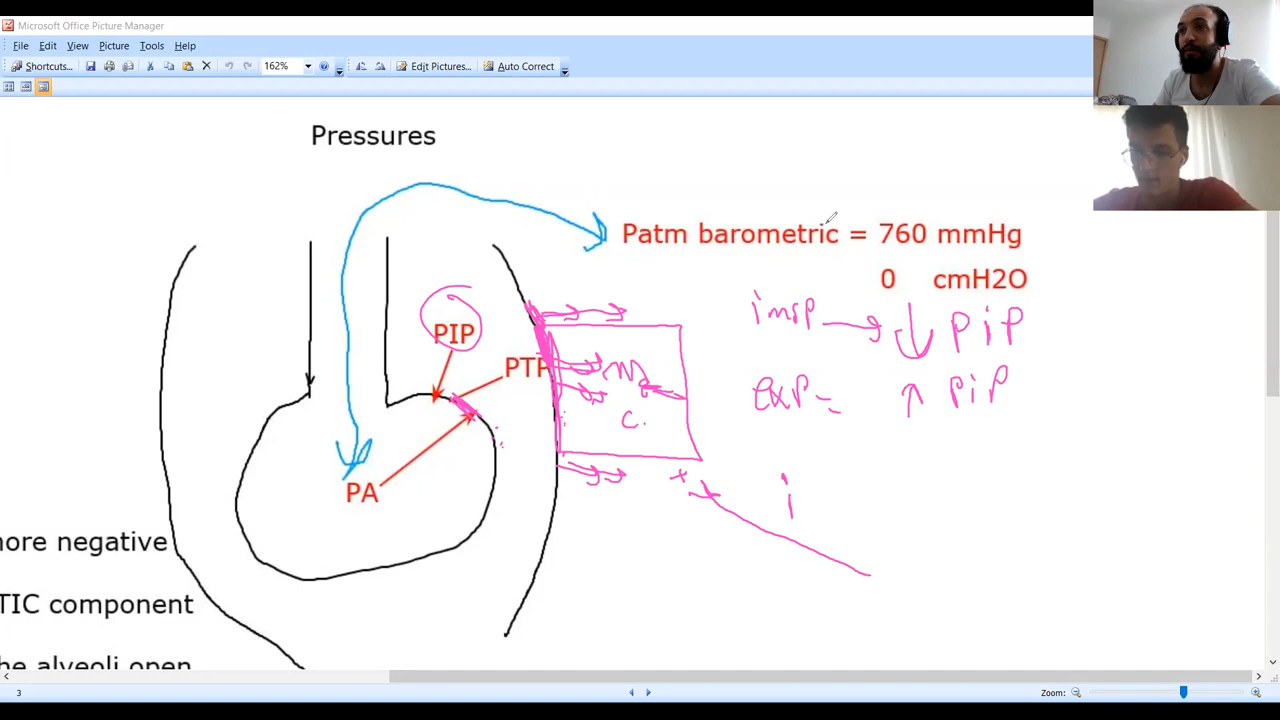 Microsoft Office Picture Manager
File Edit View Picture Tools Help
Shortcuts... 162% Edit Pictures... Auto Correct
Pressures
Patm barometric = 760 mmHg
0 cmH2O
insp ↓ PiP
PIP
PTP
exp = ↑ PiP
C.
PA
i
more negative
TIC component
he alveoli open
3
Zoom: